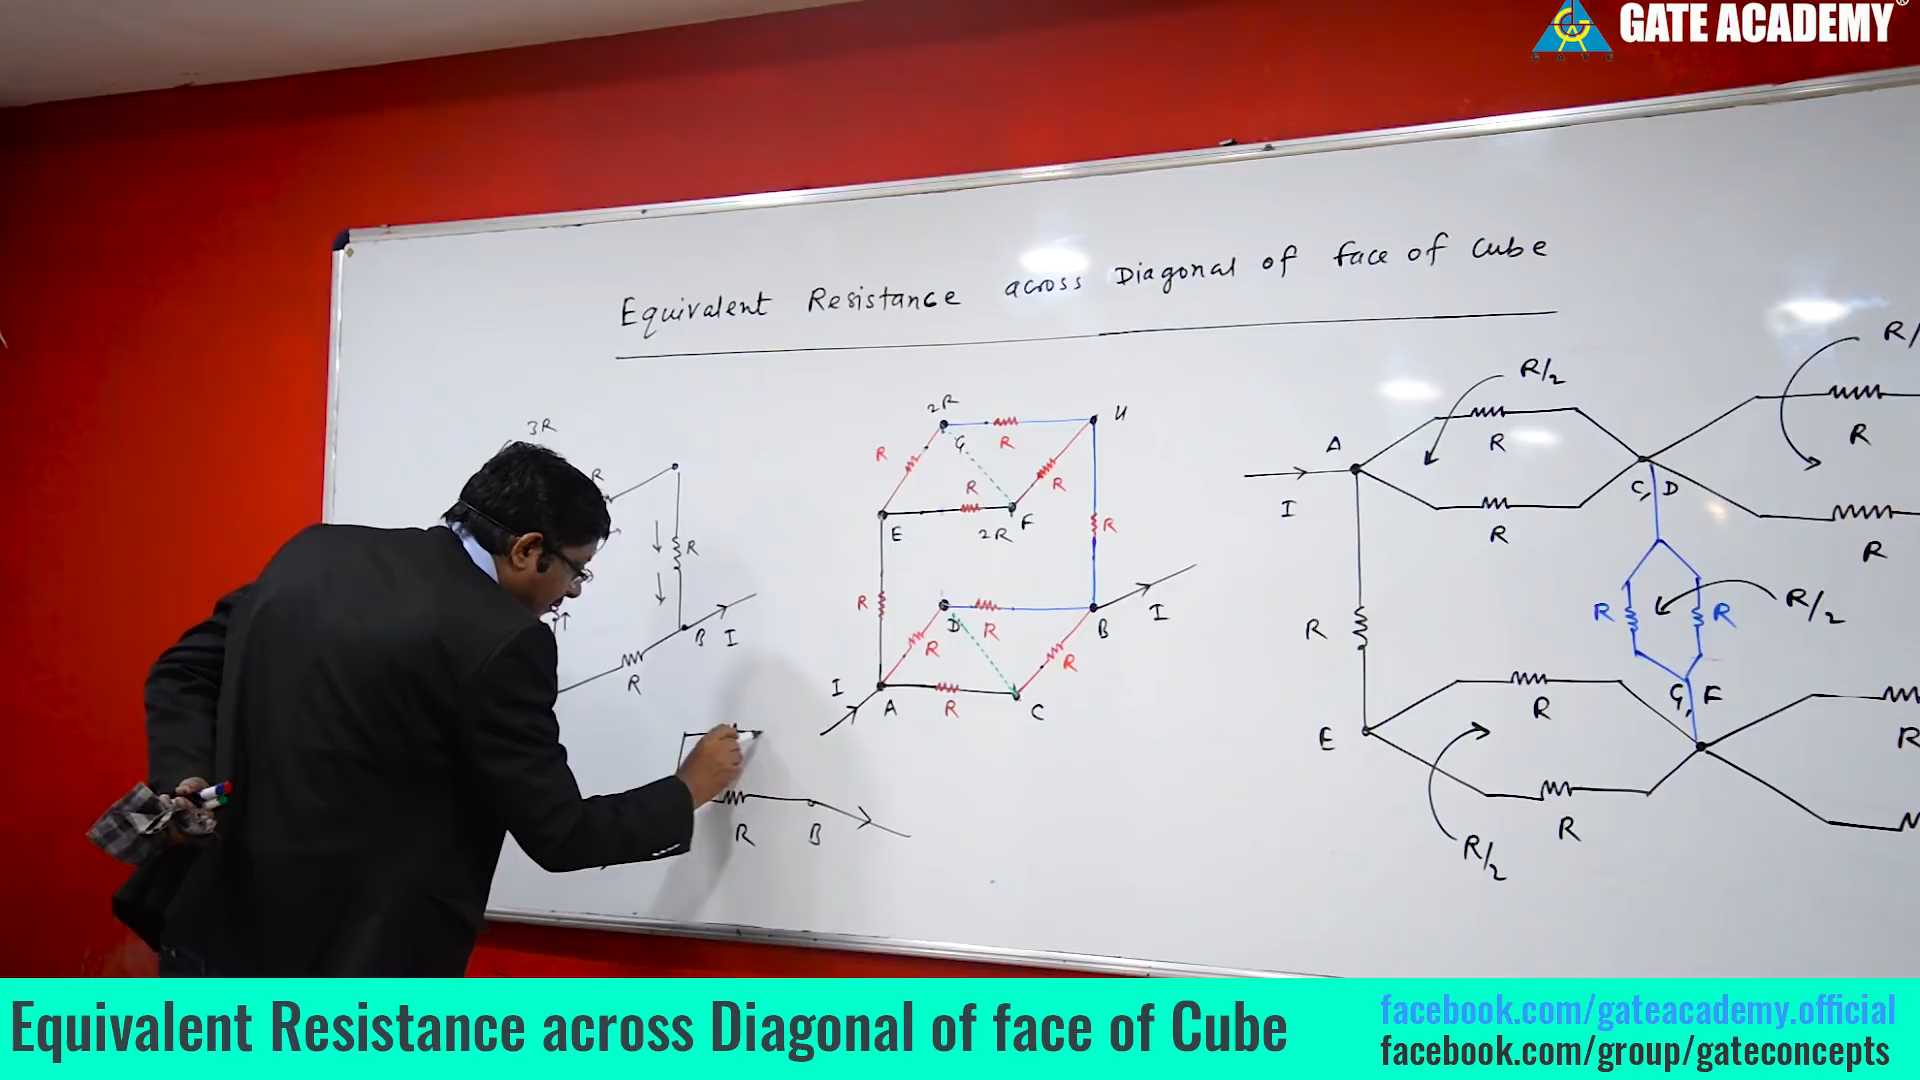 GATE ACADEMY®
GATE
Equivalent Resistance across Diagonal of face of Cube
3R
R
R
B
I
R
R
B
2R
G
R
H
R
R
R
E
2R
F
R
R
D
R
R
R
B
I
I
A
R
C
R/2
R/
A
R
R
I
C, D
R
R
R
R
R
R/2
E
R
G, F
R
R
R/2
Equivalent Resistance across Diagonal of face of Cube
facebook.com/gateacademy.official
facebook.com/group/gateconcepts